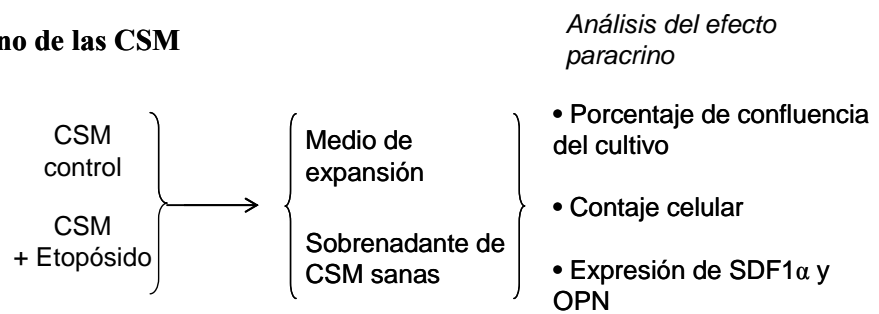 no de las CSM
Análisis del efecto
paracrino
CSM
control
CSM
+ Etopósido
Medio de
expansión
Sobrenadante de
CSM sanas
• Porcentaje de confluencia
del cultivo
• Contaje celular
• Expresión de SDF1α y
OPN